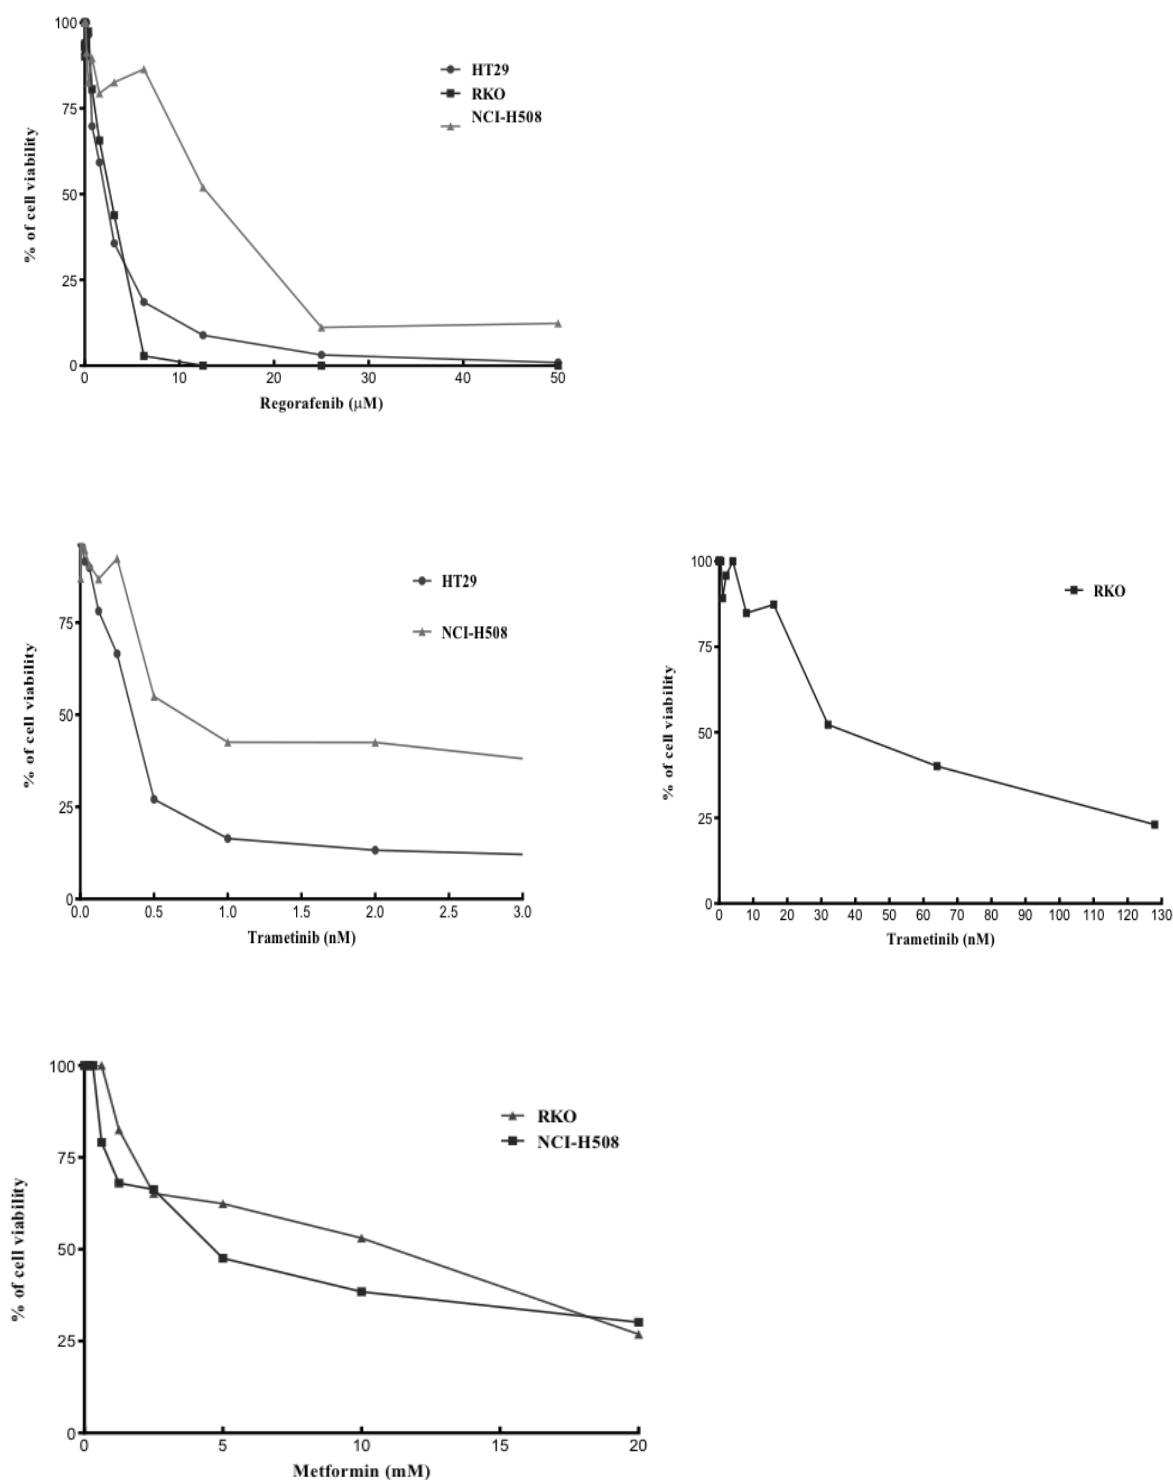 100
75
50
25
0
% of cell viability
HT29
RKO
NCI-H508
0 10 20 30 40 50
Regorafenib (μM)
75
50
25
0
% of cell viability
HT29
NCI-H508
0.0 0.5 1.0 1.5 2.0 2.5 3.0
Trametinib (nM)
100
75
50
25
0
% of cell viability
RKO
0 10 20 30 40 50 60 70 80 90 100 110 120 130
Trametinib (nM)
100
75
50
25
0
% of cell viability
RKO
NCI-H508
0 5 10 15 20
Metformin (mM)